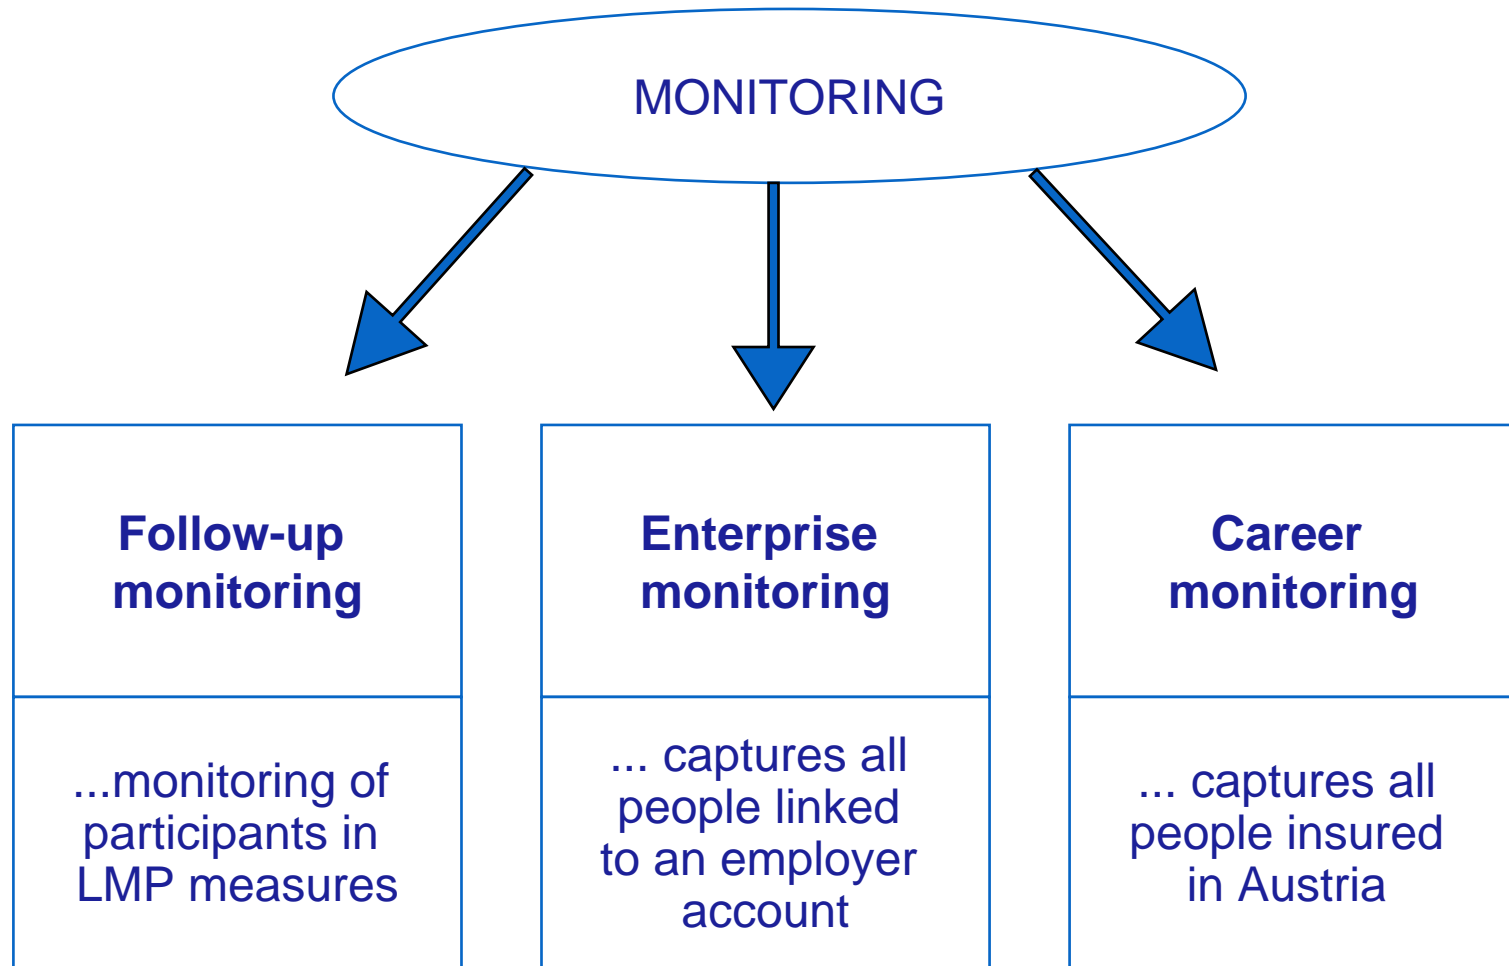 MONITORING
Follow-up
monitoring
...monitoring of
participants in
LMP measures
Enterprise
monitoring
... captures all
people linked
to an employer
account
Career
monitoring
... captures all
people insured
in Austria